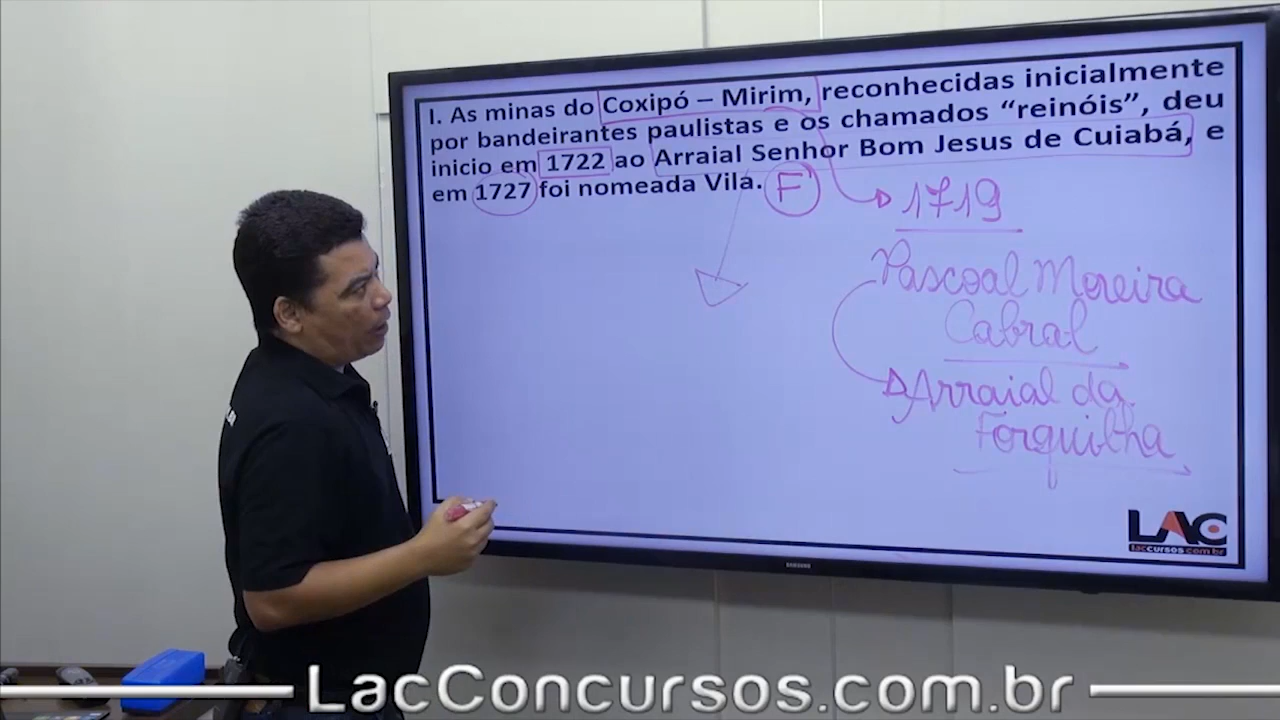 I. As minas do Coxipó – Mirim, reconhecidas inicialmente
por bandeirantes paulistas e os chamados “reinóis”, deu
inicio em 1722 ao Arraial Senhor Bom Jesus de Cuiabá, e
em 1727 foi nomeada Vila. F
1719
Pascoal Moreira
Cabral
Arraial da
Forquilha
LAC
laccursos.com.br
SAMSUNG
LacConcursos.com.br